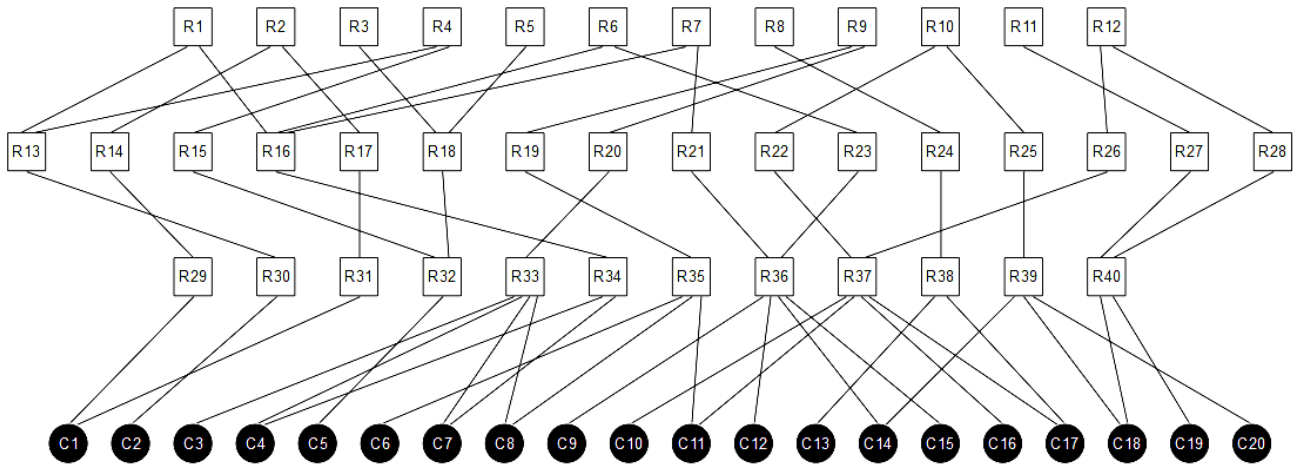 R1 R2 R3 R4 R5 R6 R7 R8 R9 R10 R11 R12
R13 R14 R15 R16 R17 R18 R19 R20 R21 R22 R23 R24 R25 R26 R27 R28
R29 R30 R31 R32 R33 R34 R35 R36 R37 R38 R39 R40
C1 C2 C3 C4 C5 C6 C7 C8 C9 C10 C11 C12 C13 C14 C15 C16 C17 C18 C19 C20